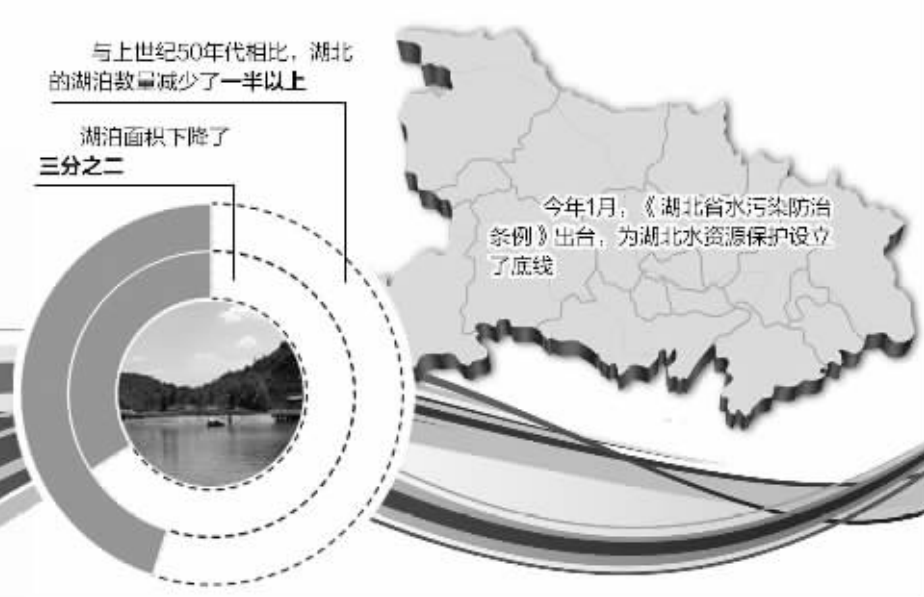 与上世纪50年代相比，湖北
的湖泊数量减少了一半以上
湖泊面积下降了
三分之二
今年1月，《湖北省水污染防治
条例》出台，为湖北水资源保护设立
了底线